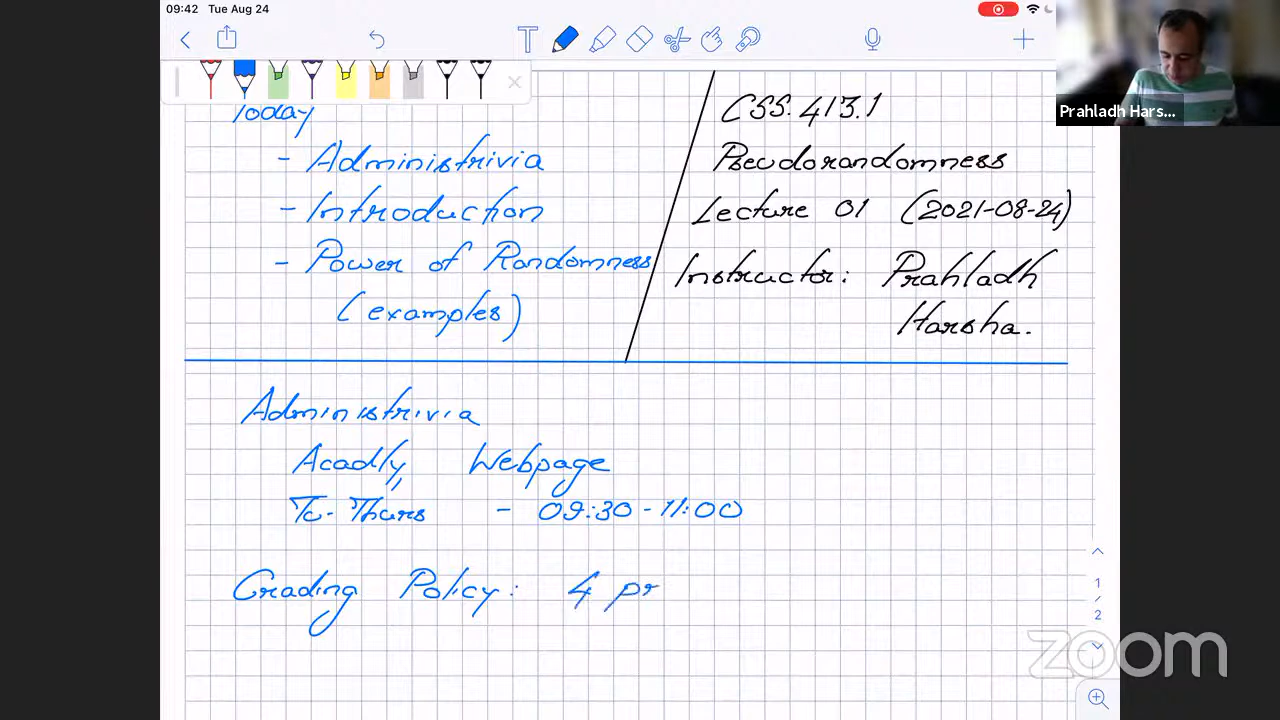 09:42 Tue Aug 24
Prahladh Hars...
Today
- Administrivia
- Introduction
- Power of Randomness
(examples)
CSS.413.1
Pseudorandomness
Lecture 01 (2021-08-24)
Instructor: Prahladh
Harsha.
Administrivia
Acadly, Webpage
Tu-Thurs - 09:30-11:00
Grading Policy: 4 pr
1
/
2
zoom